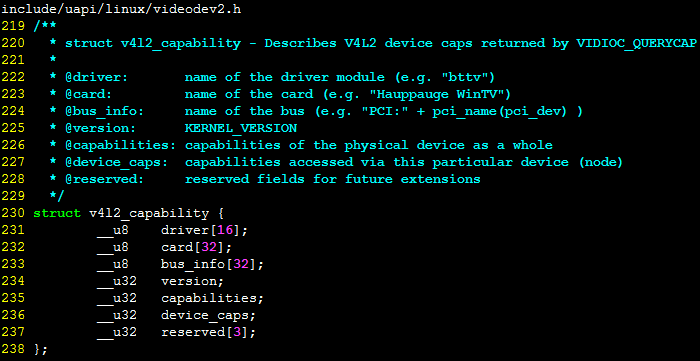 include/uapi/linux/videodev2.h
219 /**
220  * struct v4l2_capability - Describes V4L2 device caps returned by VIDIOC_QUERYCAP
221  *
222  * @driver:       name of the driver module (e.g. "bttv")
223  * @card:         name of the card (e.g. "Hauppauge WinTV")
224  * @bus_info:     name of the bus (e.g. "PCI:" + pci_name(pci_dev) )
225  * @version:      KERNEL_VERSION
226  * @capabilities: capabilities of the physical device as a whole
227  * @device_caps:  capabilities accessed via this particular device (node)
228  * @reserved:     reserved fields for future extensions
229  */
230 struct v4l2_capability {
231         __u8    driver[16];
232         __u8    card[32];
233         __u8    bus_info[32];
234         __u32   version;
235         __u32   capabilities;
236         __u32   device_caps;
237         __u32   reserved[3];
238 };